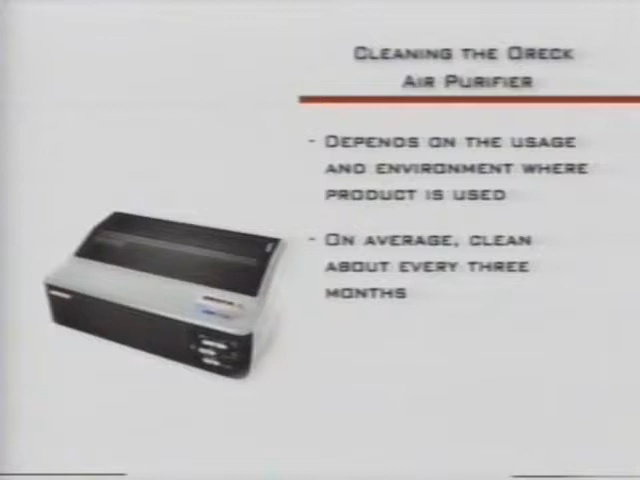 Cleaning the Oreck
Air Purifier
- Depends on the usage
and environment where
product is used
- On average, clean
about every three
months